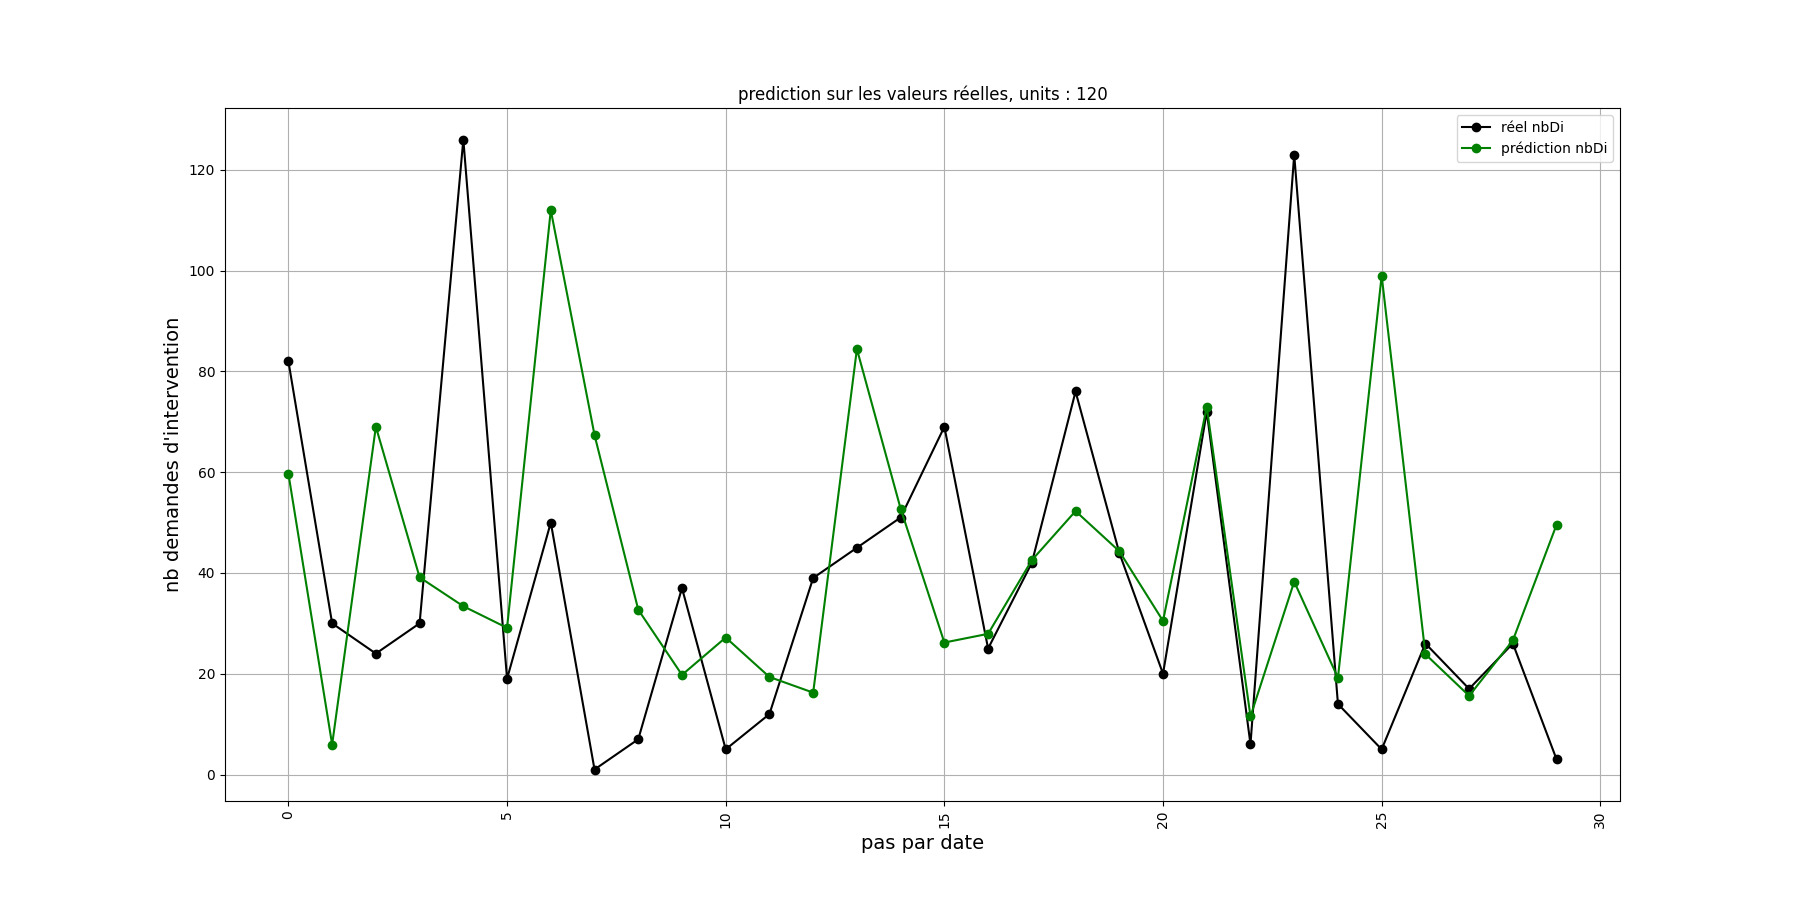 prediction sur les valeurs réelles, units : 120
réel nbDi
prédiction nbDi
nb demandes d'intervention
120
100
80
60
40
20
0
0 5 10 15 20 25 30
pas par date